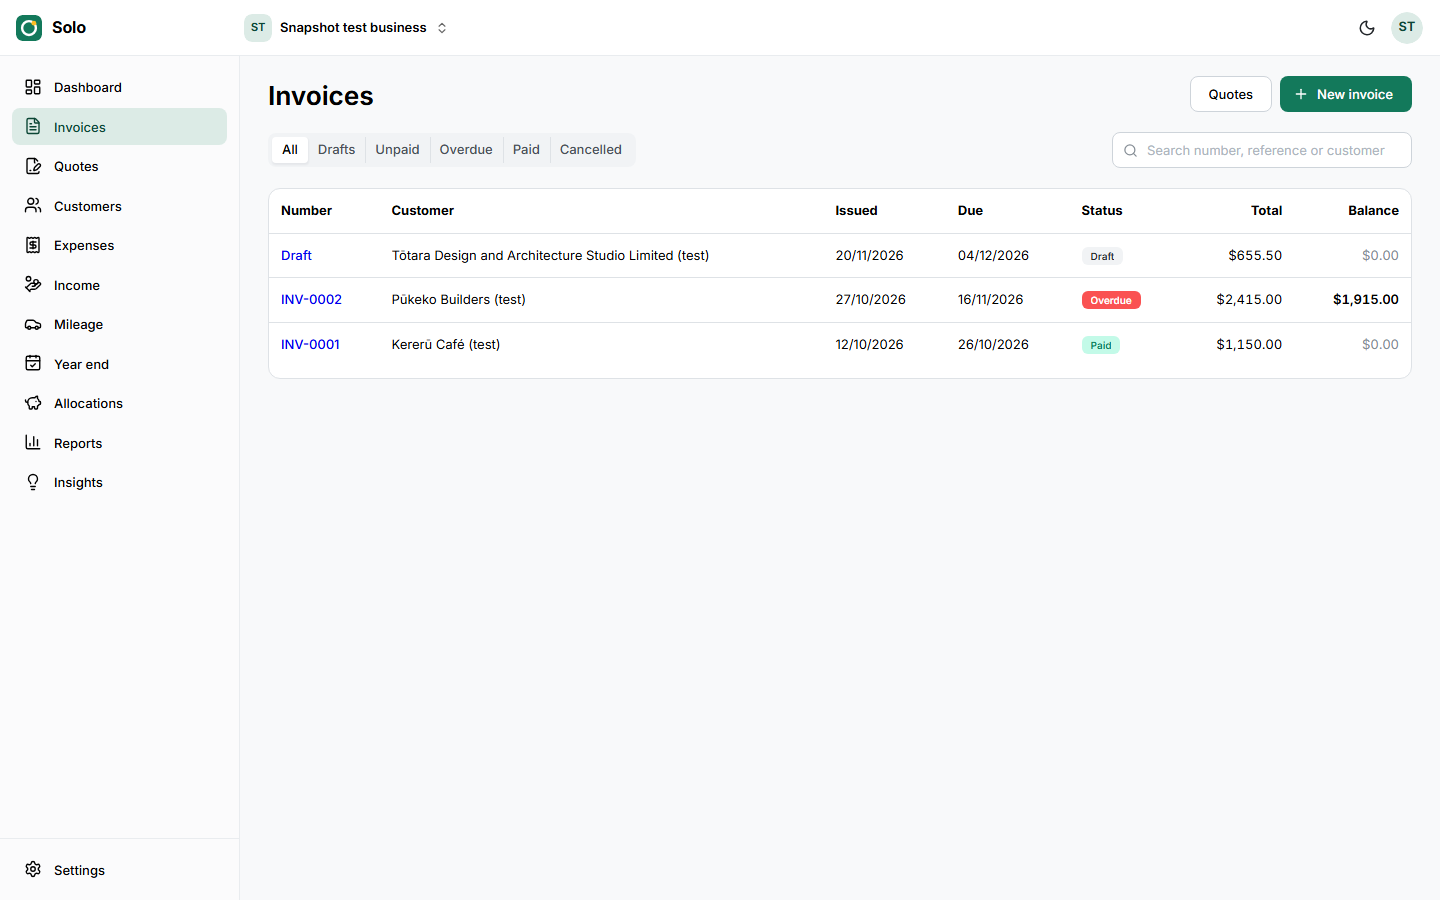 Solo
ST Snapshot test business
ST
Dashboard
Invoices
Quotes
Customers
Expenses
Income
Mileage
Year end
Allocations
Reports
Insights
Settings
Invoices
Quotes
New invoice
All Drafts Unpaid Overdue Paid Cancelled
Search number, reference or customer
Number Customer Issued Due Status Total Balance
Draft Tōtara Design and Architecture Studio Limited (test) 20/11/2026 04/12/2026 Draft $655.50 $0.00
INV-0002 Pūkeko Builders (test) 27/10/2026 16/11/2026 Overdue $2,415.00 $1,915.00
INV-0001 Kererū Café (test) 12/10/2026 26/10/2026 Paid $1,150.00 $0.00